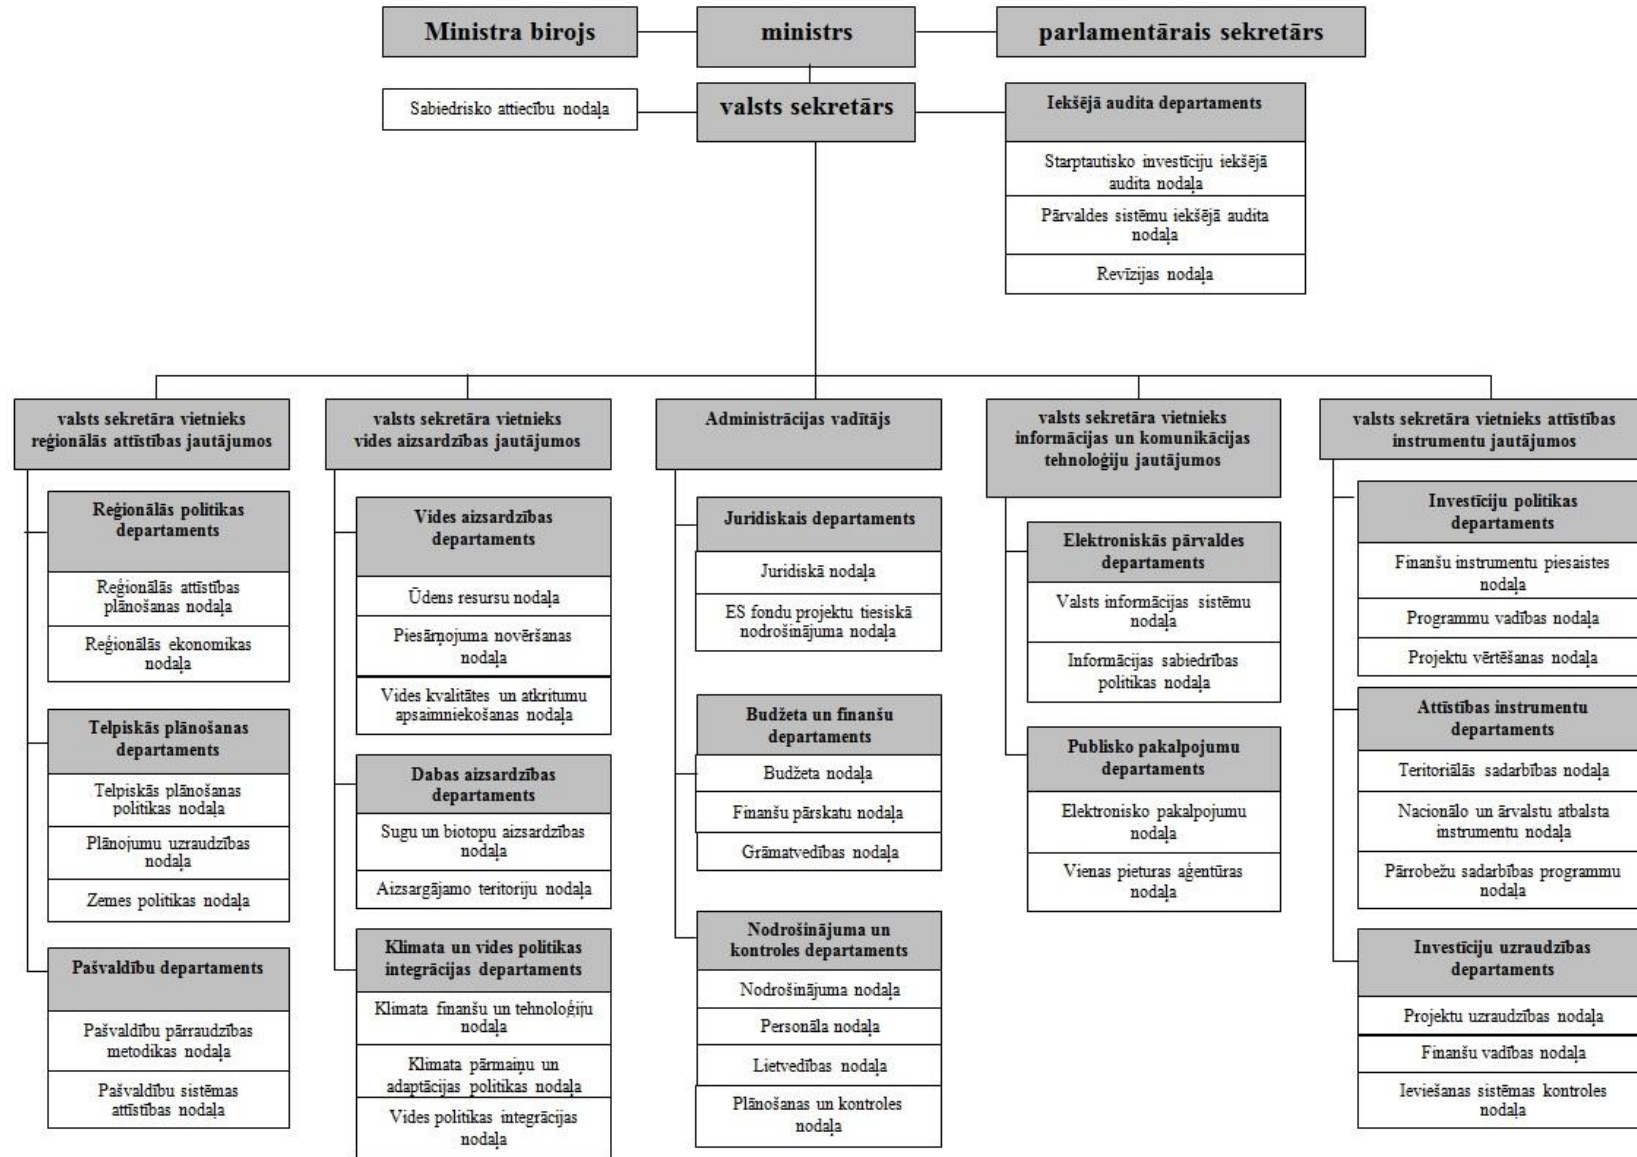 Ministra birojs
ministrs
parlamentārais sekretārs
Sabiedrisko attiecību nodaļa
valsts sekretārs
Iekšējā audita departaments
Starptautisko investīciju iekšējā
audita nodaļa
Pārvaldes sistēmu iekšējā audita
nodaļa
Revīzijas nodaļa
valsts sekretāra vietnieks
reģionālās attīstības jautājumos
Reģionālās politikas
departaments
Reģionālās attīstības
plānošanas nodaļa
Reģionālās ekonomikas
nodaļa
Telpiskās plānošanas
departaments
Telpiskās plānošanas
politikas nodaļa
Plānojumu uzraudzības
nodaļa
Zemes politikas nodaļa
Pašvaldību departaments
Pašvaldību pārraudzības
metodikas nodaļa
Pašvaldību sistēmas
attīstības nodaļa
valsts sekretāra vietnieks
vides aizsardzības jautājumos
Vides aizsardzības
departaments
Ūdens resursu nodaļa
Piesārņojuma novēršanas
nodaļa
Vides kvalitātes un atkritumu
apsaimniekošanas nodaļa
Dabas aizsardzības
departaments
Sugu un biotopu aizsardzības
nodaļa
Aizsargājamo teritoriju nodaļa
Klimata un vides politikas
integrācijas departaments
Klimata finanšu un tehnoloģiju
nodaļa
Klimata pārmaiņu un
adaptācijas politikas nodaļa
Vides politikas integrācijas
nodaļa
Administrācijas vadītājs
Juridiskais departaments
Juridiskā nodaļa
ES fondu projektu tiesiskā
nodrošinājuma nodaļa
Budžeta un finanšu
departaments
Budžeta nodaļa
Finanšu pārskatu nodaļa
Grāmatvedības nodaļa
Nodrošinājuma un
kontroles departaments
Nodrošinājuma nodaļa
Personāla nodaļa
Lietvedības nodaļa
Plānošanas un kontroles
nodaļa
valsts sekretāra vietnieks
informācijas un komunikācijas
tehnoloģiju jautājumos
Elektroniskās pārvaldes
departaments
Valsts informācijas sistēmu
nodaļa
Informācijas sabiedrības
politikas nodaļa
Publisko pakalpojumu
departaments
Elektronisko pakalpojumu
nodaļa
Vienas pieturas aģentūras
nodaļa
valsts sekretāra vietnieks attīstības
instrumentu jautājumos
Investīciju politikas
departaments
Finanšu instrumentu piesaistes
nodaļa
Programmu vadības nodaļa
Projektu vērtēšanas nodaļa
Attīstības instrumentu
departaments
Teritoriālās sadarbības nodaļa
Nacionālo un ārvalstu atbalsta
instrumentu nodaļa
Pārrobežu sadarbības programmu
nodaļa
Investīciju uzraudzības
departaments
Projektu uzraudzības nodaļa
Finanšu vadības nodaļa
Ieviešanas sistēmas kontroles
nodaļa